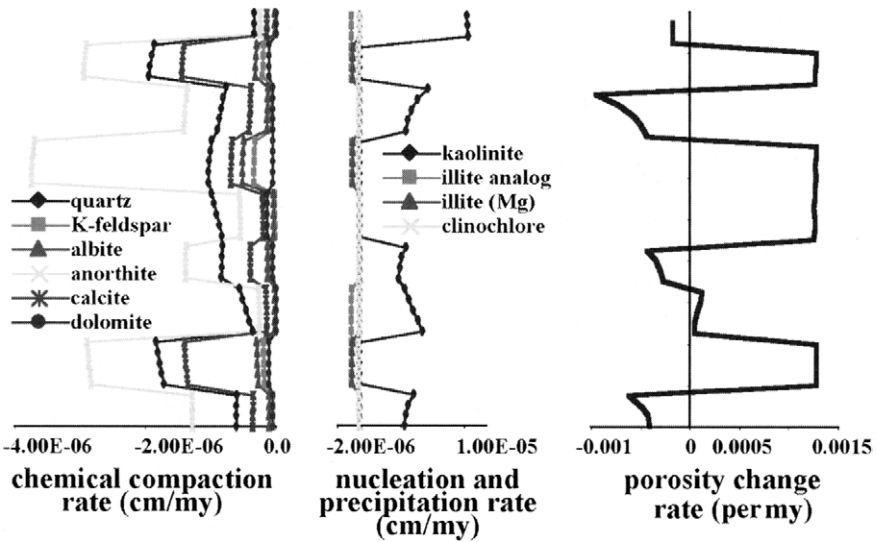 quartz
K-feldspar
albite
anorthite
calcite
dolomite
-4.00E-06 -2.00E-06 0.0
chemical compaction
rate (cm/my)
kaolinite
illite analog
illite (Mg)
clinochlore
-2.00E-06 1.00E-05
nucleation and
precipitation rate
(cm/my)
-0.001 0 0.0005 0.0015
porosity change
rate (per my)